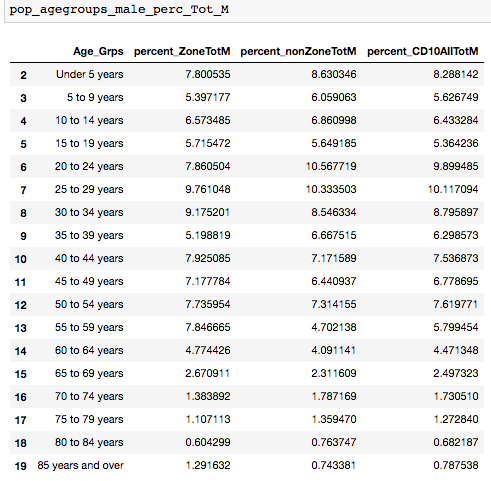 pop_agegroups_male_perc_Tot_M
Age_Grps percent_ZoneTotM percent_nonZoneTotM percent_CD10AllTotM
2 Under 5 years 7.800535 8.630346 8.288142
3 5 to 9 years 5.397177 6.059063 5.626749
4 10 to 14 years 6.573485 6.860998 6.433284
5 15 to 19 years 5.715472 5.649185 5.364236
6 20 to 24 years 7.860504 10.567719 9.899485
7 25 to 29 years 9.761048 10.333503 10.117094
8 30 to 34 years 9.175201 8.546334 8.795897
9 35 to 39 years 5.198819 6.667515 6.298573
10 40 to 44 years 7.925085 7.171589 7.536873
11 45 to 49 years 7.177784 6.440937 6.778695
12 50 to 54 years 7.735954 7.314155 7.619771
13 55 to 59 years 7.846665 4.702138 5.799454
14 60 to 64 years 4.774426 4.091141 4.471348
15 65 to 69 years 2.670911 2.311609 2.497323
16 70 to 74 years 1.383892 1.787169 1.730510
17 75 to 79 years 1.107113 1.359470 1.272840
18 80 to 84 years 0.604299 0.763747 0.682187
19 85 years and over 1.291632 0.743381 0.787538